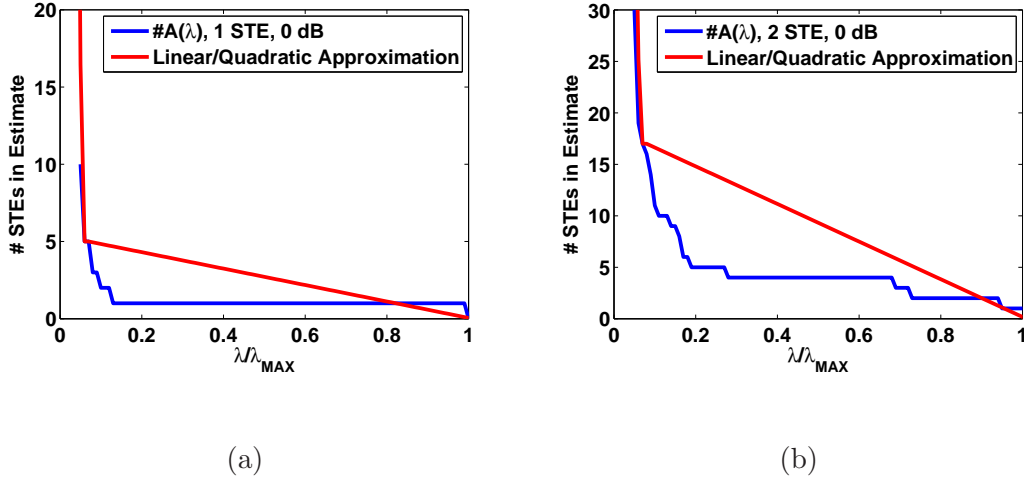 20
15
10
5
0
# STEs in Estimate
#A(λ), 1 STE, 0 dB
Linear/Quadratic Approximation
0 0.2 0.4 0.6 0.8 1
λ/λMAX
(a)
30
25
20
15
10
5
0
# STEs in Estimate
#A(λ), 2 STE, 0 dB
Linear/Quadratic Approximation
0 0.2 0.4 0.6 0.8 1
λ/λMAX
(b)